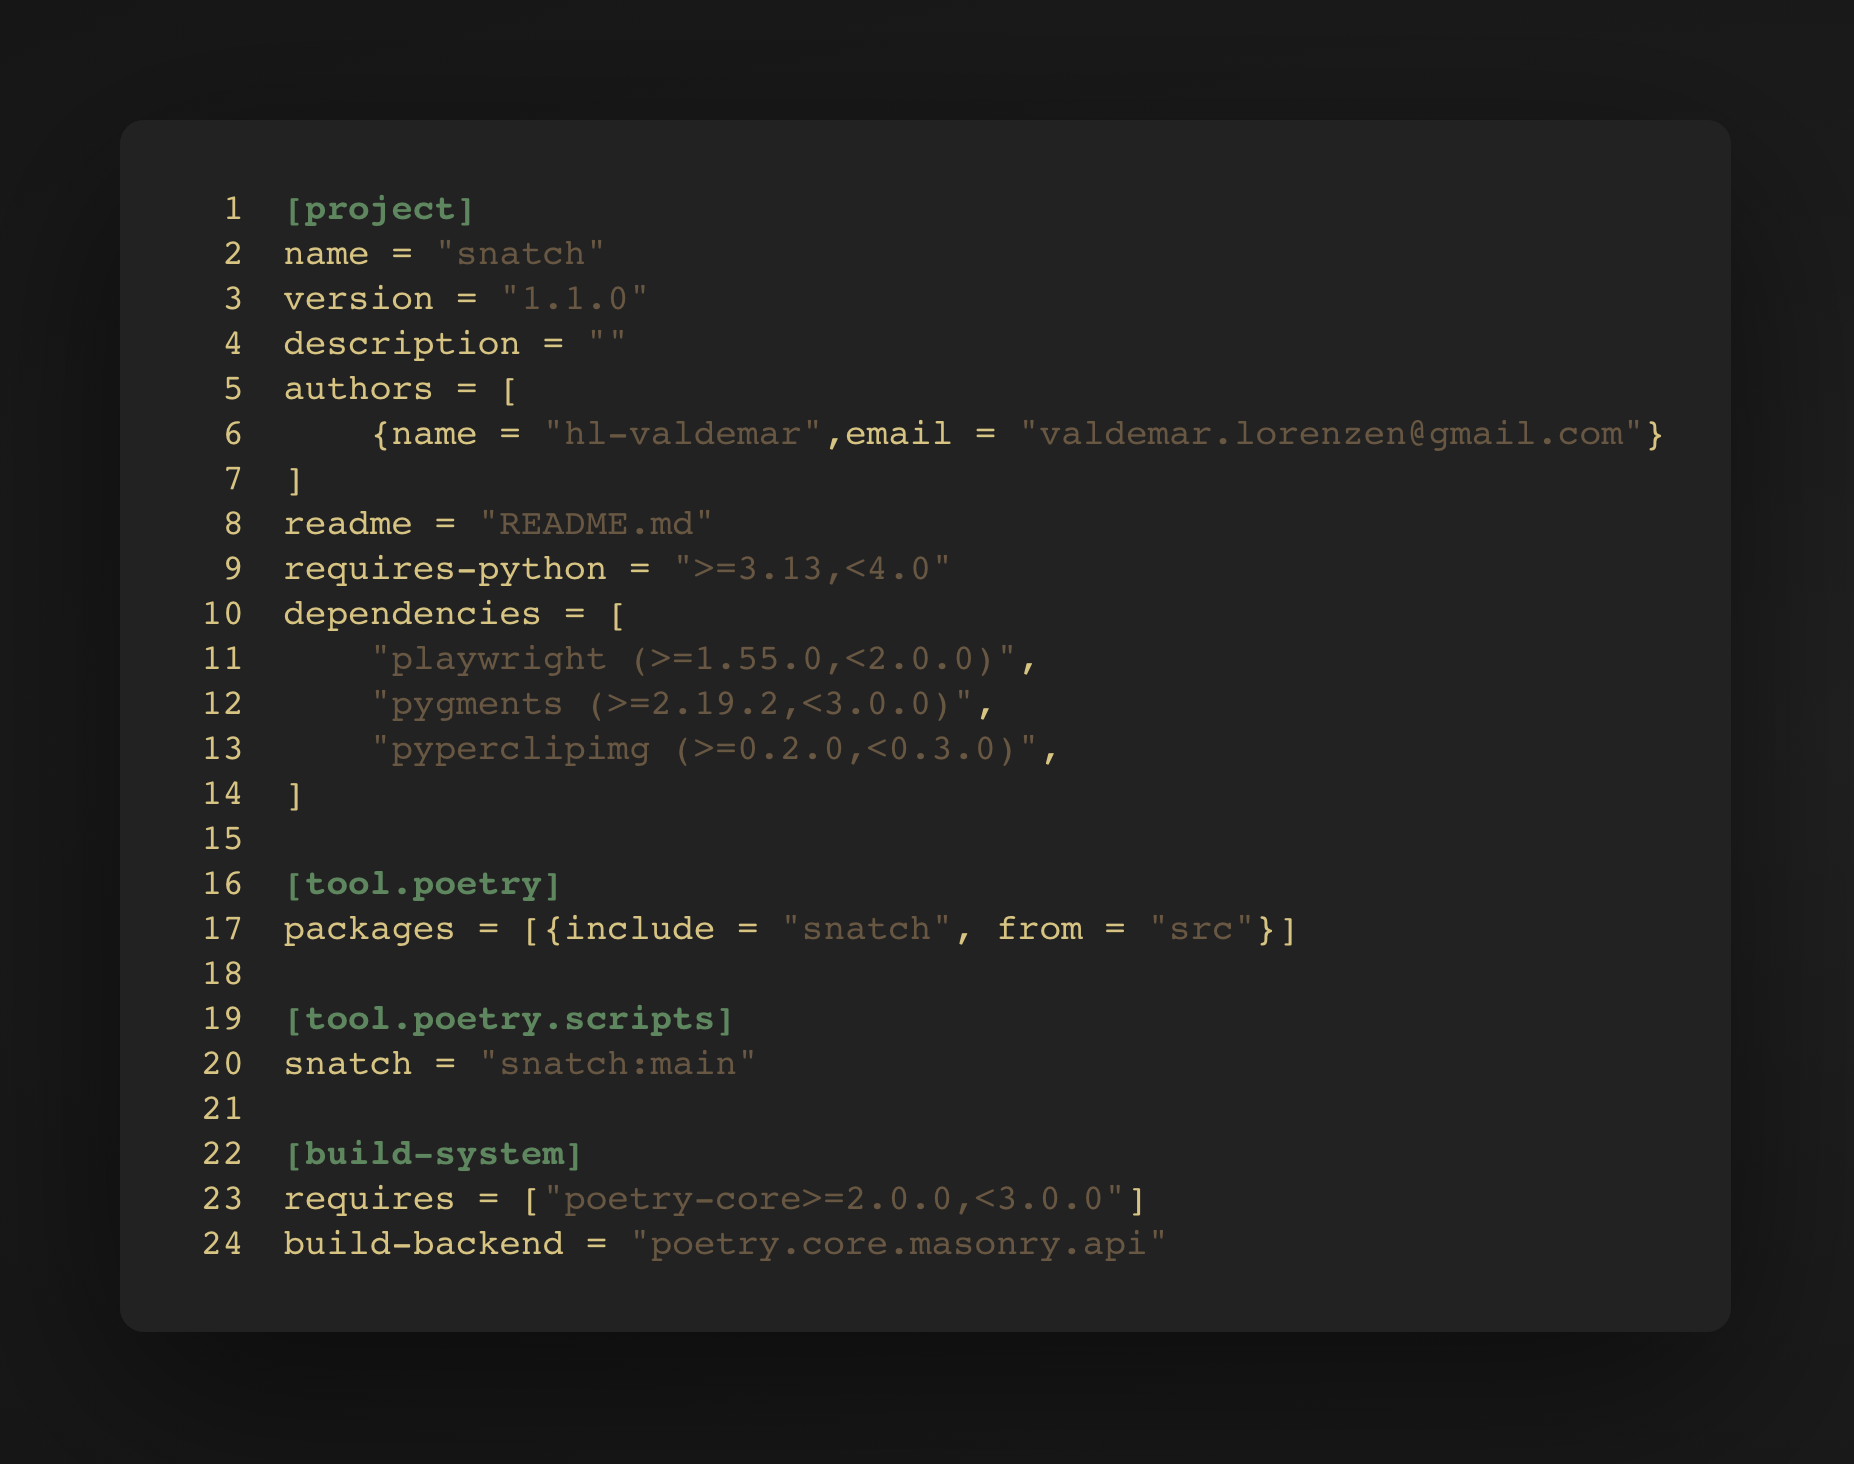 1 [project]
2 name = "snatch"
3 version = "1.1.0"
4 description = ""
5 authors = [
6     {name = "hl-valdemar",email = "valdemar.lorenzen@gmail.com"}
7 ]
8 readme = "README.md"
9 requires-python = ">=3.13,<4.0"
10 dependencies = [
11     "playwright (>=1.55.0,<2.0.0)",
12     "pygments (>=2.19.2,<3.0.0)",
13     "pyperclipimg (>=0.2.0,<0.3.0)",
14 ]
15
16 [tool.poetry]
17 packages = [{include = "snatch", from = "src"}]
18
19 [tool.poetry.scripts]
20 snatch = "snatch:main"
21
22 [build-system]
23 requires = ["poetry-core>=2.0.0,<3.0.0"]
24 build-backend = "poetry.core.masonry.api"